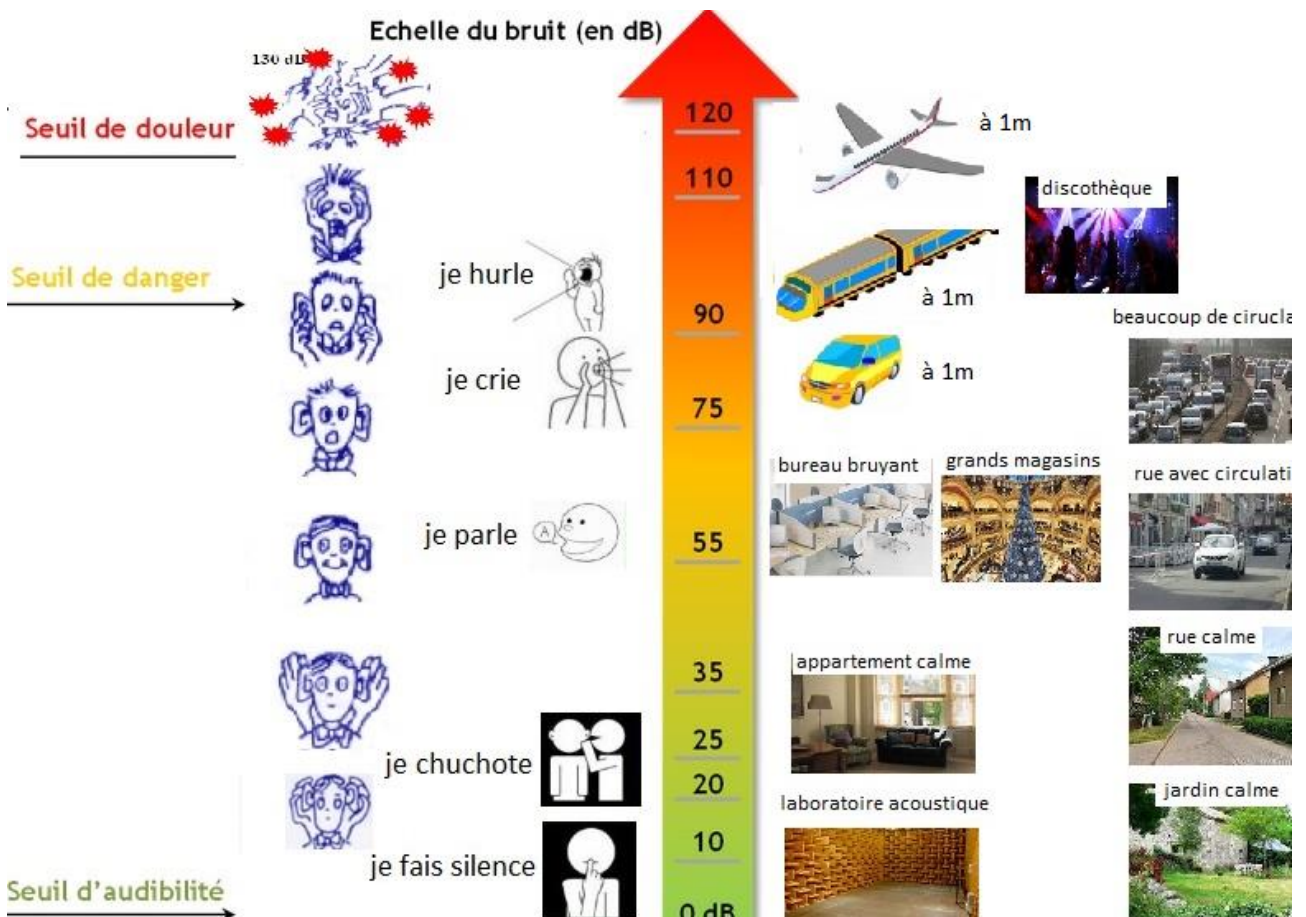 Echelle du bruit (en dB)
130 dB
120
à 1m
Seuil de douleur
110
discothèque
Seuil de danger
je hurle
à 1m
90
beaucoup de cirucla
je crie
à 1m
75
bureau bruyant
grands magasins
rue avec circulati
je parle
A
55
rue calme
appartement calme
35
25
je chuchote
20
jardin calme
laboratoire acoustique
10
je fais silence
Seuil d'audibilité
0 dB